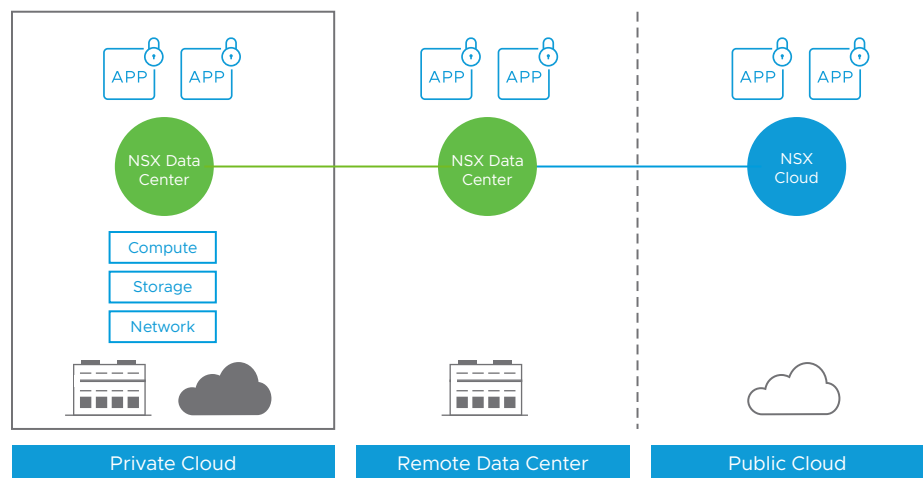 APP
APP
APP
APP
APP
APP
NSX Data
Center
NSX Data
Center
NSX
Cloud
Compute
Storage
Network
Private Cloud
Remote Data Center
Public Cloud